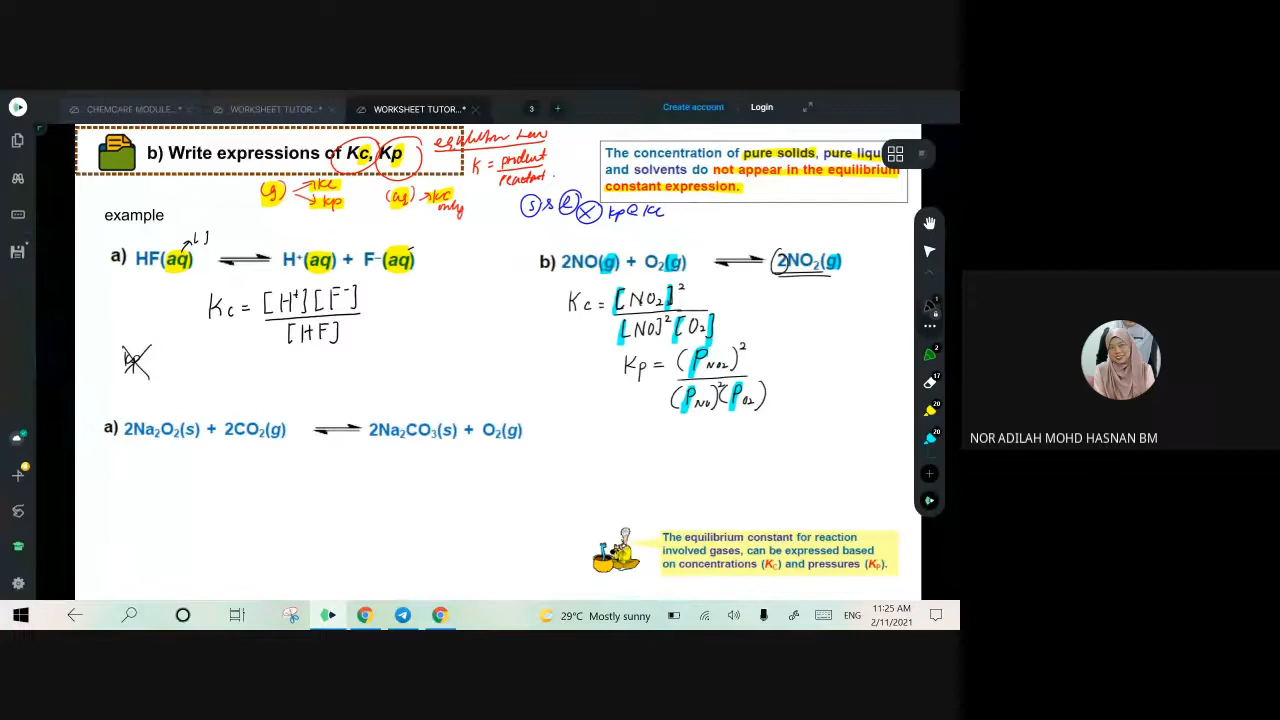 CHEMCARE MODULE...*
WORKSHEET TUTOR...*
WORKSHEET TUTOR...*
3
+
Create account
Login
b) Write expressions of Kc, Kp
equilibrium Law
K = product
reactant.
(g) → Kc
→ Kp
(aq) → Kc
only
The concentration of pure solids, pure liqu
and solvents do not appear in the equilibrium
constant expression.
(s) & (l) X Kp @ Kc
example
[ ]
a) HF(aq) ⇌ H⁺(aq) + F⁻(aq)
Kc = [H⁺][F⁻]
[HF]
Kp
b) 2NO(g) + O₂(g) ⇌ 2NO₂(g)
Kc = [NO₂]²
[NO]² [O₂]
Kp = (P NO₂)²
(P NO)² (P O₂)
a) 2Na₂O₂(s) + 2CO₂(g) ⇌ 2Na₂CO₃(s) + O₂(g)
The equilibrium constant for reaction
involved gases, can be expressed based
on concentrations (KC) and pressures (KP).
NOR ADILAH MOHD HASNAN BM
29°C Mostly sunny
ENG
11:25 AM
2/11/2021